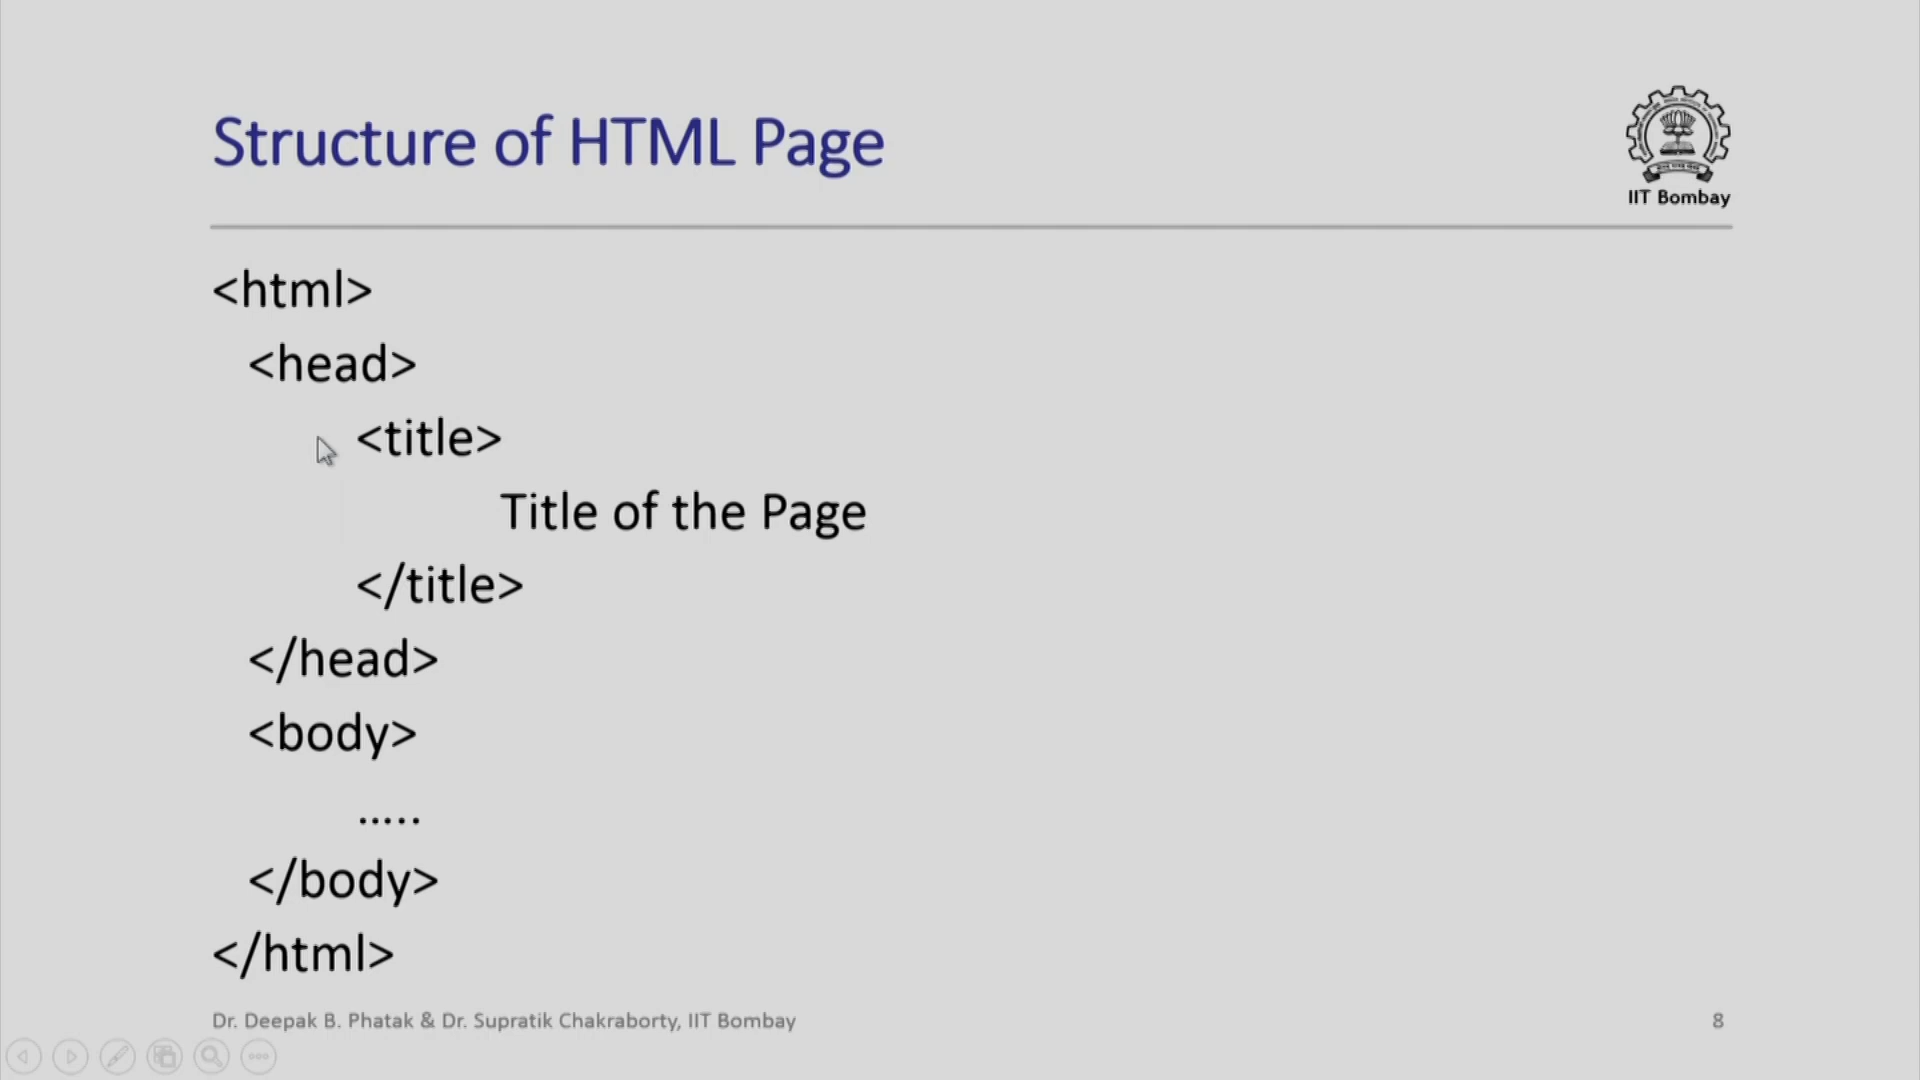 Structure of HTML Page
IIT Bombay
<html>
<head>
<title>
Title of the Page
</title>
</head>
<body>
.....
</body>
</html>
Dr. Deepak B. Phatak & Dr. Supratik Chakraborty, IIT Bombay
8